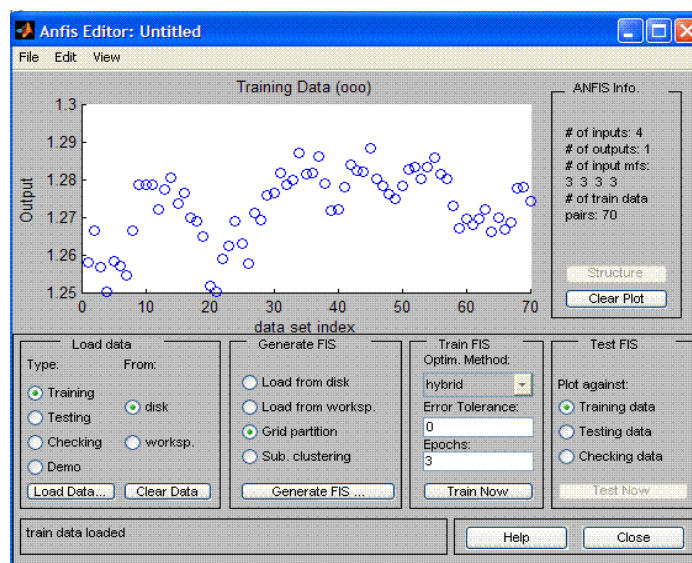 Anfis Editor: Untitled
File Edit View
Training Data (ooo)
1.3
1.29
1.28
1.27
1.26
1.25
Output
0 10 20 30 40 50 60 70
data set index
ANFIS Info.
# of inputs: 4
# of outputs: 1
# of input mfs:
3 3 3 3
# of train data
pairs: 70
Structure
Clear Plot
Load data
Type: From:
Training
disk
Testing
Checking
worksp.
Demo
Load Data... Clear Data
Generate FIS
Load from disk
Load from worksp.
Grid partition
Sub. clustering
Generate FIS ...
Train FIS
Optim. Method:
hybrid
Error Tolerance:
0
Epochs:
3
Train Now
Test FIS
Plot against:
Training data
Testing data
Checking data
Test Now
train data loaded
Help
Close